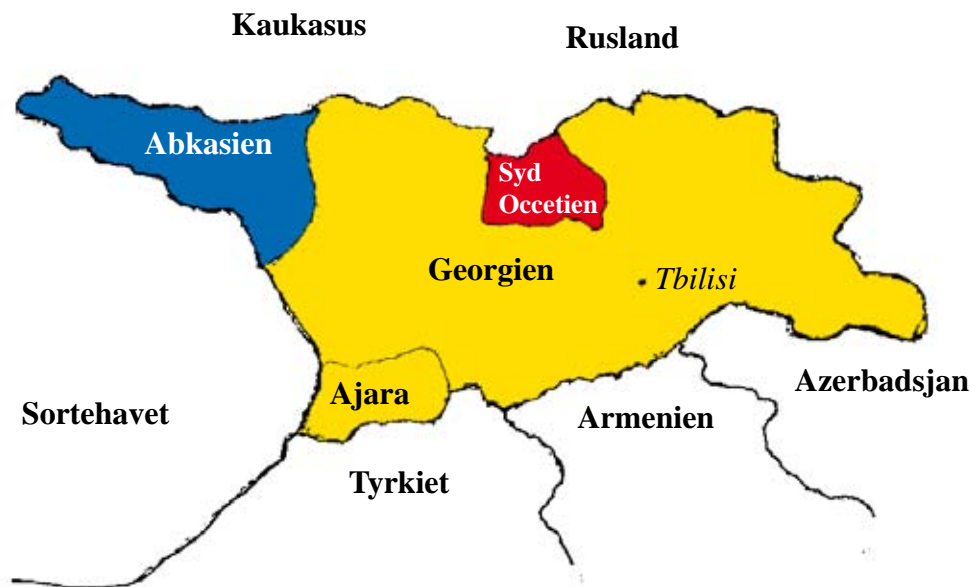 Kaukasus
Rusland
Abkasien
Syd
Occetien
Georgien
Tbilisi
Ajara
Azerbadsjan
Sortehavet
Armenien
Tyrkiet